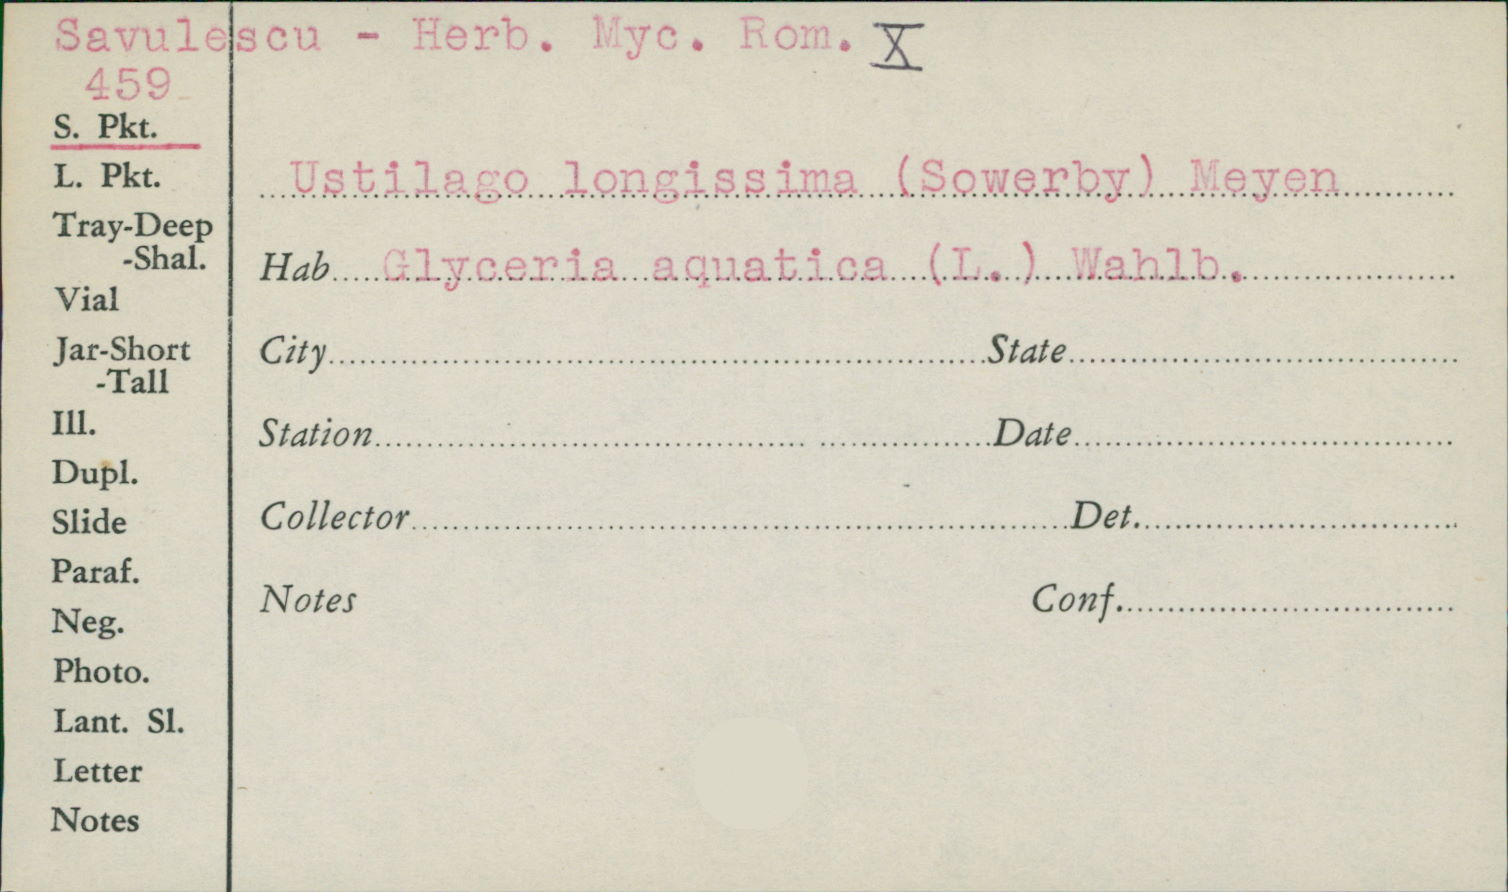 Savulescu - Herb. Myc. Rom. X
459
S. Pkt.
L. Pkt.
Ustilago longissima (Sowerby) Meyen
Tray-Deep
-Shal.
Hab Glyceria aquatica (L.) Wahlb.
Vial
Jar-Short
-Tall
City State
Ill.
Station Date
Dupl.
Slide
Collector Det.
Paraf.
Neg.
Notes Conf.
Photo.
Lant. Sl.
Letter
Notes